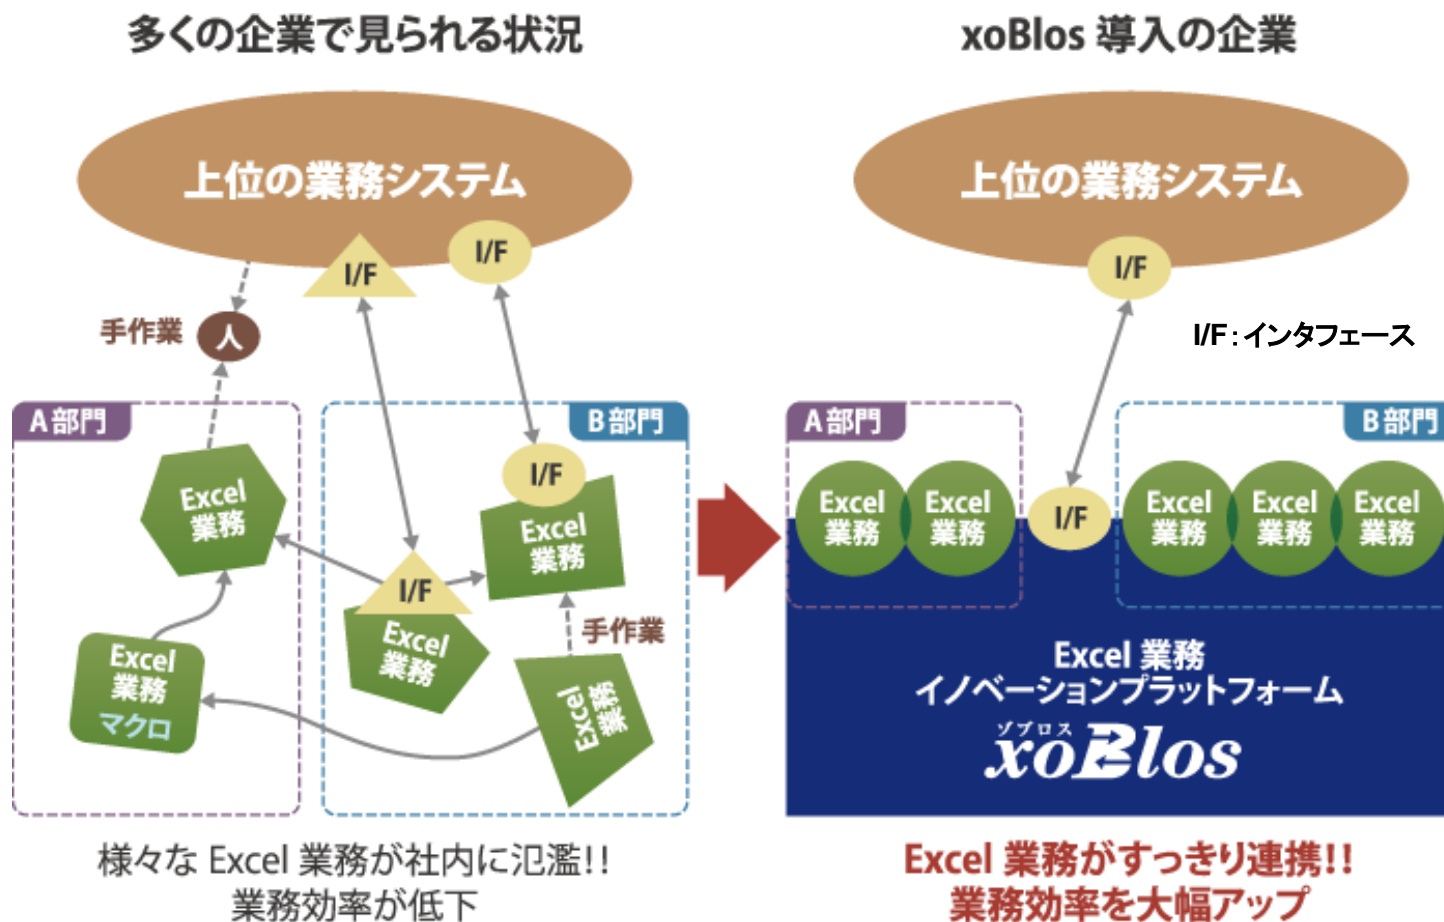 多くの企業で見られる状況
上位の業務システム
I/F
I/F
手作業
人
A部門
B部門
Excel
業務
I/F
Excel
業務
I/F
Excel
業務
手作業
Excel
業務
マクロ
Excel
業務
様々な Excel 業務が社内に氾濫!!
業務効率が低下
xoBlos 導入の企業
上位の業務システム
I/F
I/F：インタフェース
A部門
B部門
Excel
業務
Excel
業務
I/F
Excel
業務
Excel
業務
Excel
業務
Excel 業務
イノベーションプラットフォーム
ゾブロス
xoBlos
Excel 業務がすっきり連携!!
業務効率を大幅アップ